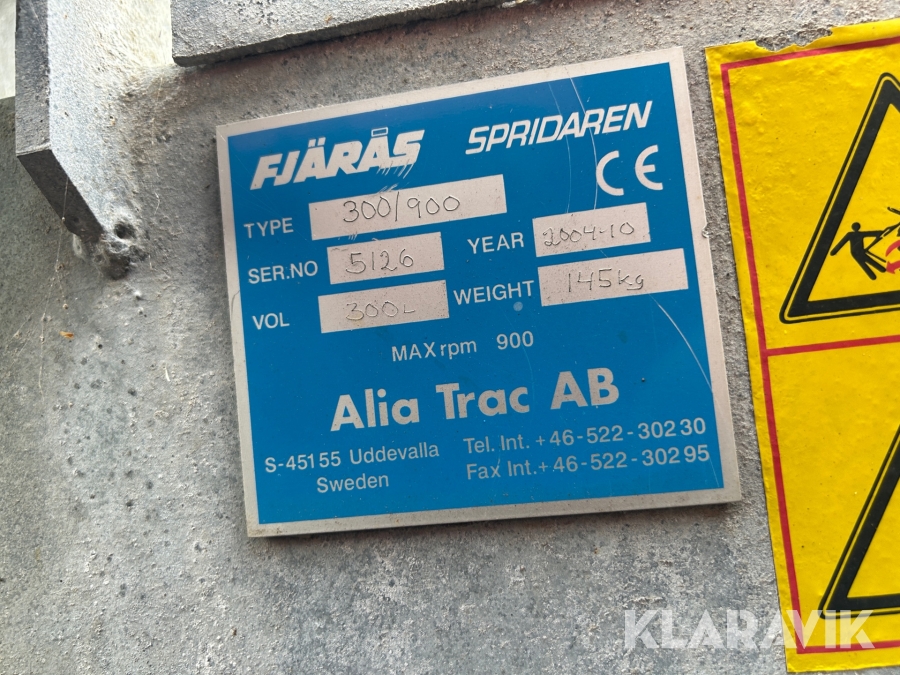 FJÄRÅS SPRIDAREN
CE
TYPE 300/900
SER.NO 5126 YEAR 2004-10
VOL 300L WEIGHT 145kg
MAX rpm 900
Alia Trac AB
S-451 55 Uddevalla Tel. Int. +46-522-302 30
Sweden Fax Int. +46-522-302 95
KLARAVIK